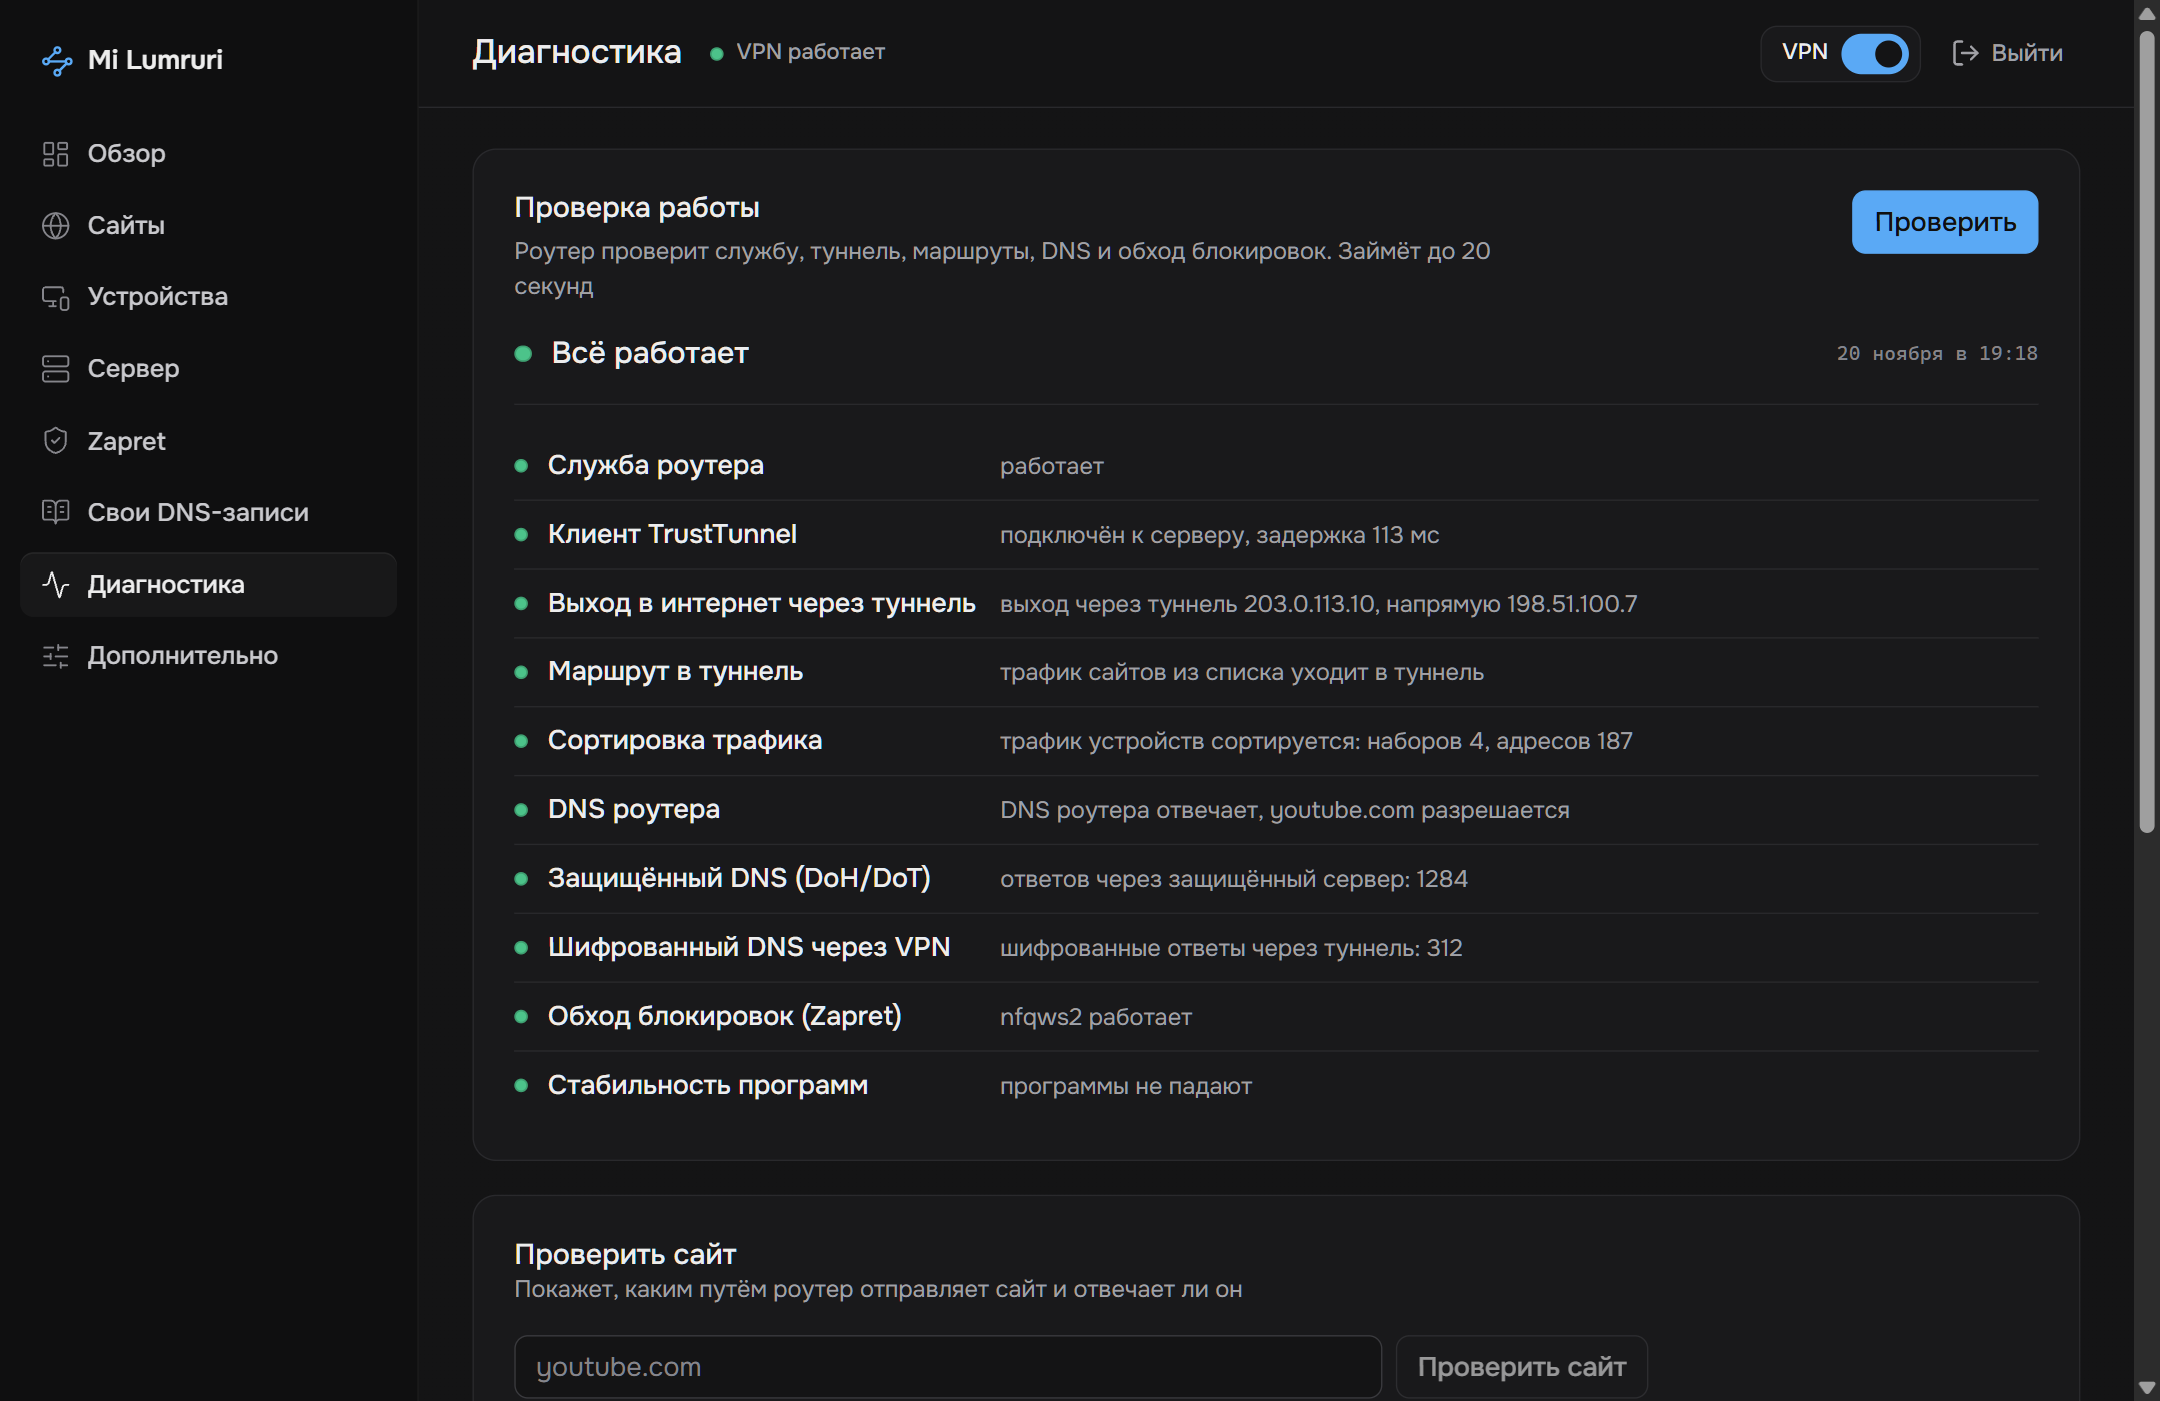 Mi Lumruri
Обзор
Сайты
Устройства
Сервер
Zapret
Свои DNS-записи
Диагностика
Дополнительно
Диагностика
VPN работает
VPN
Выйти
Проверка работы
Роутер проверит службу, туннель, маршруты, DNS и обход блокировок. Займёт до 20
секунд
Проверить
Всё работает
20 ноября в 19:18
Служба роутера
работает
Клиент TrustTunnel
подключён к серверу, задержка 113 мс
Выход в интернет через туннель
выход через туннель 203.0.113.10, напрямую 198.51.100.7
Маршрут в туннель
трафик сайтов из списка уходит в туннель
Сортировка трафика
трафик устройств сортируется: наборов 4, адресов 187
DNS роутера
DNS роутера отвечает, youtube.com разрешается
Защищённый DNS (DoH/DoT)
ответов через защищённый сервер: 1284
Шифрованный DNS через VPN
шифрованные ответы через туннель: 312
Обход блокировок (Zapret)
nfqws2 работает
Стабильность программ
программы не падают
Проверить сайт
Покажет, каким путём роутер отправляет сайт и отвечает ли он
youtube.com
Проверить сайт